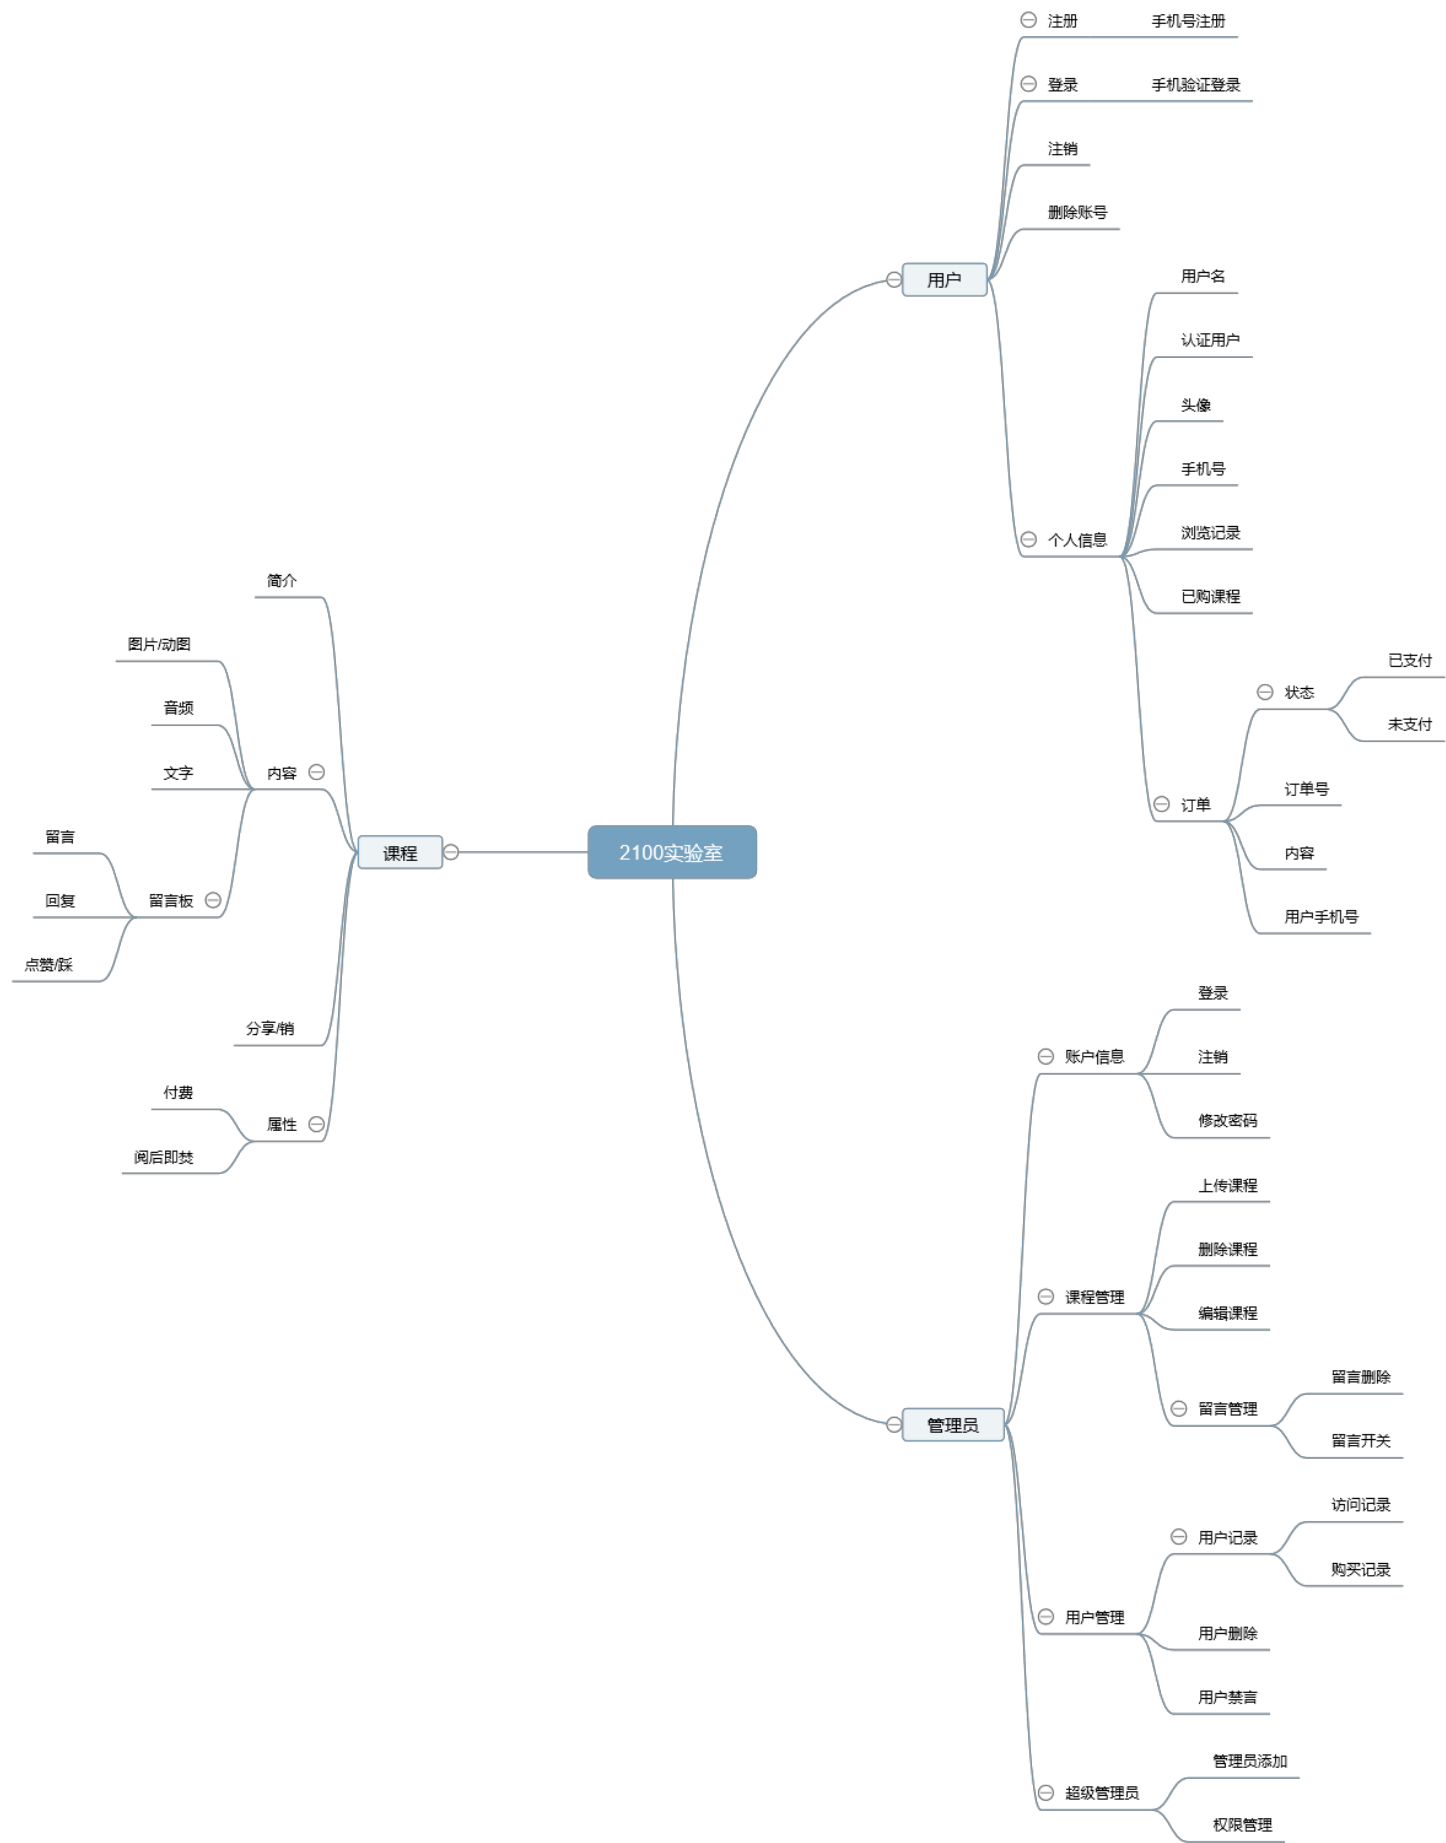 2100实验室
用户
注册
手机号注册
登录
手机验证登录
注销
删除账号
个人信息
用户名
认证用户
头像
手机号
浏览记录
已购课程
订单
状态
已支付
未支付
订单号
内容
用户手机号
管理员
账户信息
登录
注销
修改密码
课程管理
上传课程
删除课程
编辑课程
留言管理
留言删除
留言开关
用户管理
用户记录
访问记录
购买记录
用户删除
用户禁言
超级管理员
管理员添加
权限管理
课程
简介
内容
图片/动图
音频
文字
留言板
留言
回复
点赞/踩
分享/销
属性
付费
阅后即焚